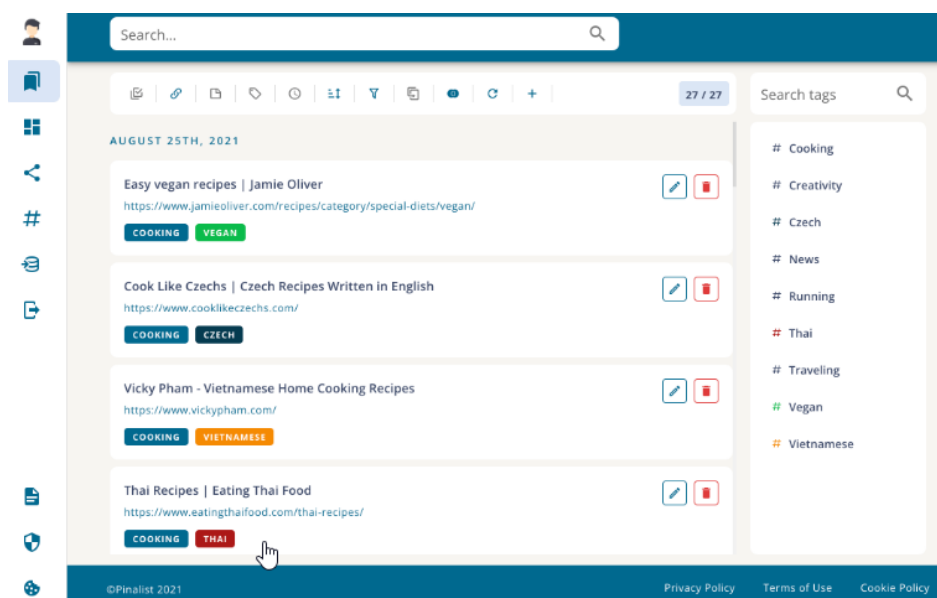 Search...
27 / 27
Search tags
AUGUST 25TH, 2021
Easy vegan recipes | Jamie Oliver
https://www.jamieoliver.com/recipes/category/special-diets/vegan/
COOKING VEGAN
Cook Like Czechs | Czech Recipes Written in English
https://www.cooklikeczechs.com/
COOKING CZECH
Vicky Pham - Vietnamese Home Cooking Recipes
https://www.vickypham.com/
COOKING VIETNAMESE
Thai Recipes | Eating Thai Food
https://www.eatingthaifood.com/thai-recipes/
COOKING THAI
# Cooking
# Creativity
# Czech
# News
# Running
# Thai
# Traveling
# Vegan
# Vietnamese
©Pinalist 2021
Privacy Policy Terms of Use Cookie Policy